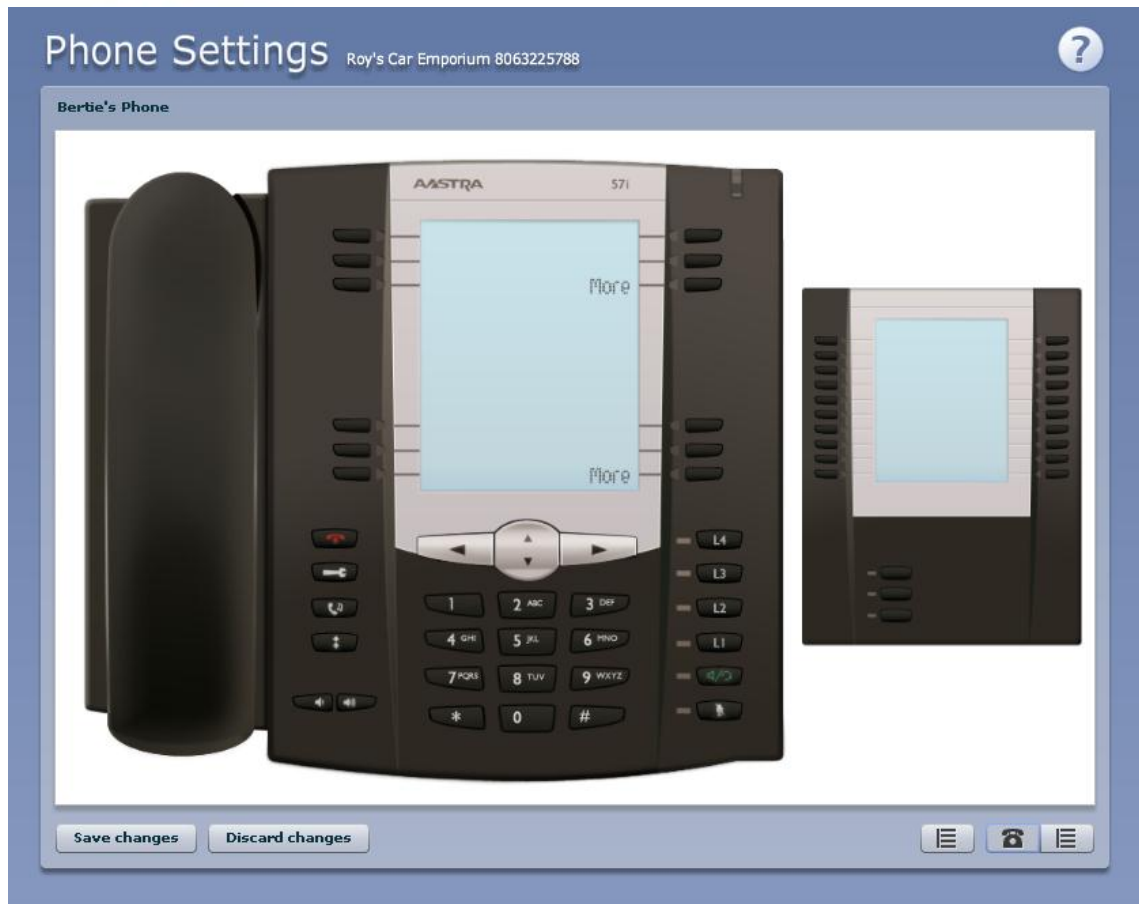 Phone Settings Roy's Car Emporium 8063225788 ?
Bertie's Phone
AASTRA 57i
More
More
L4
L3
1 2 ABC 3 DEF L2
4 GHI 5 JKL 6 MNO L1
7 PQRS 8 TUV 9 WXYZ
* 0 #
Save changes Discard changes